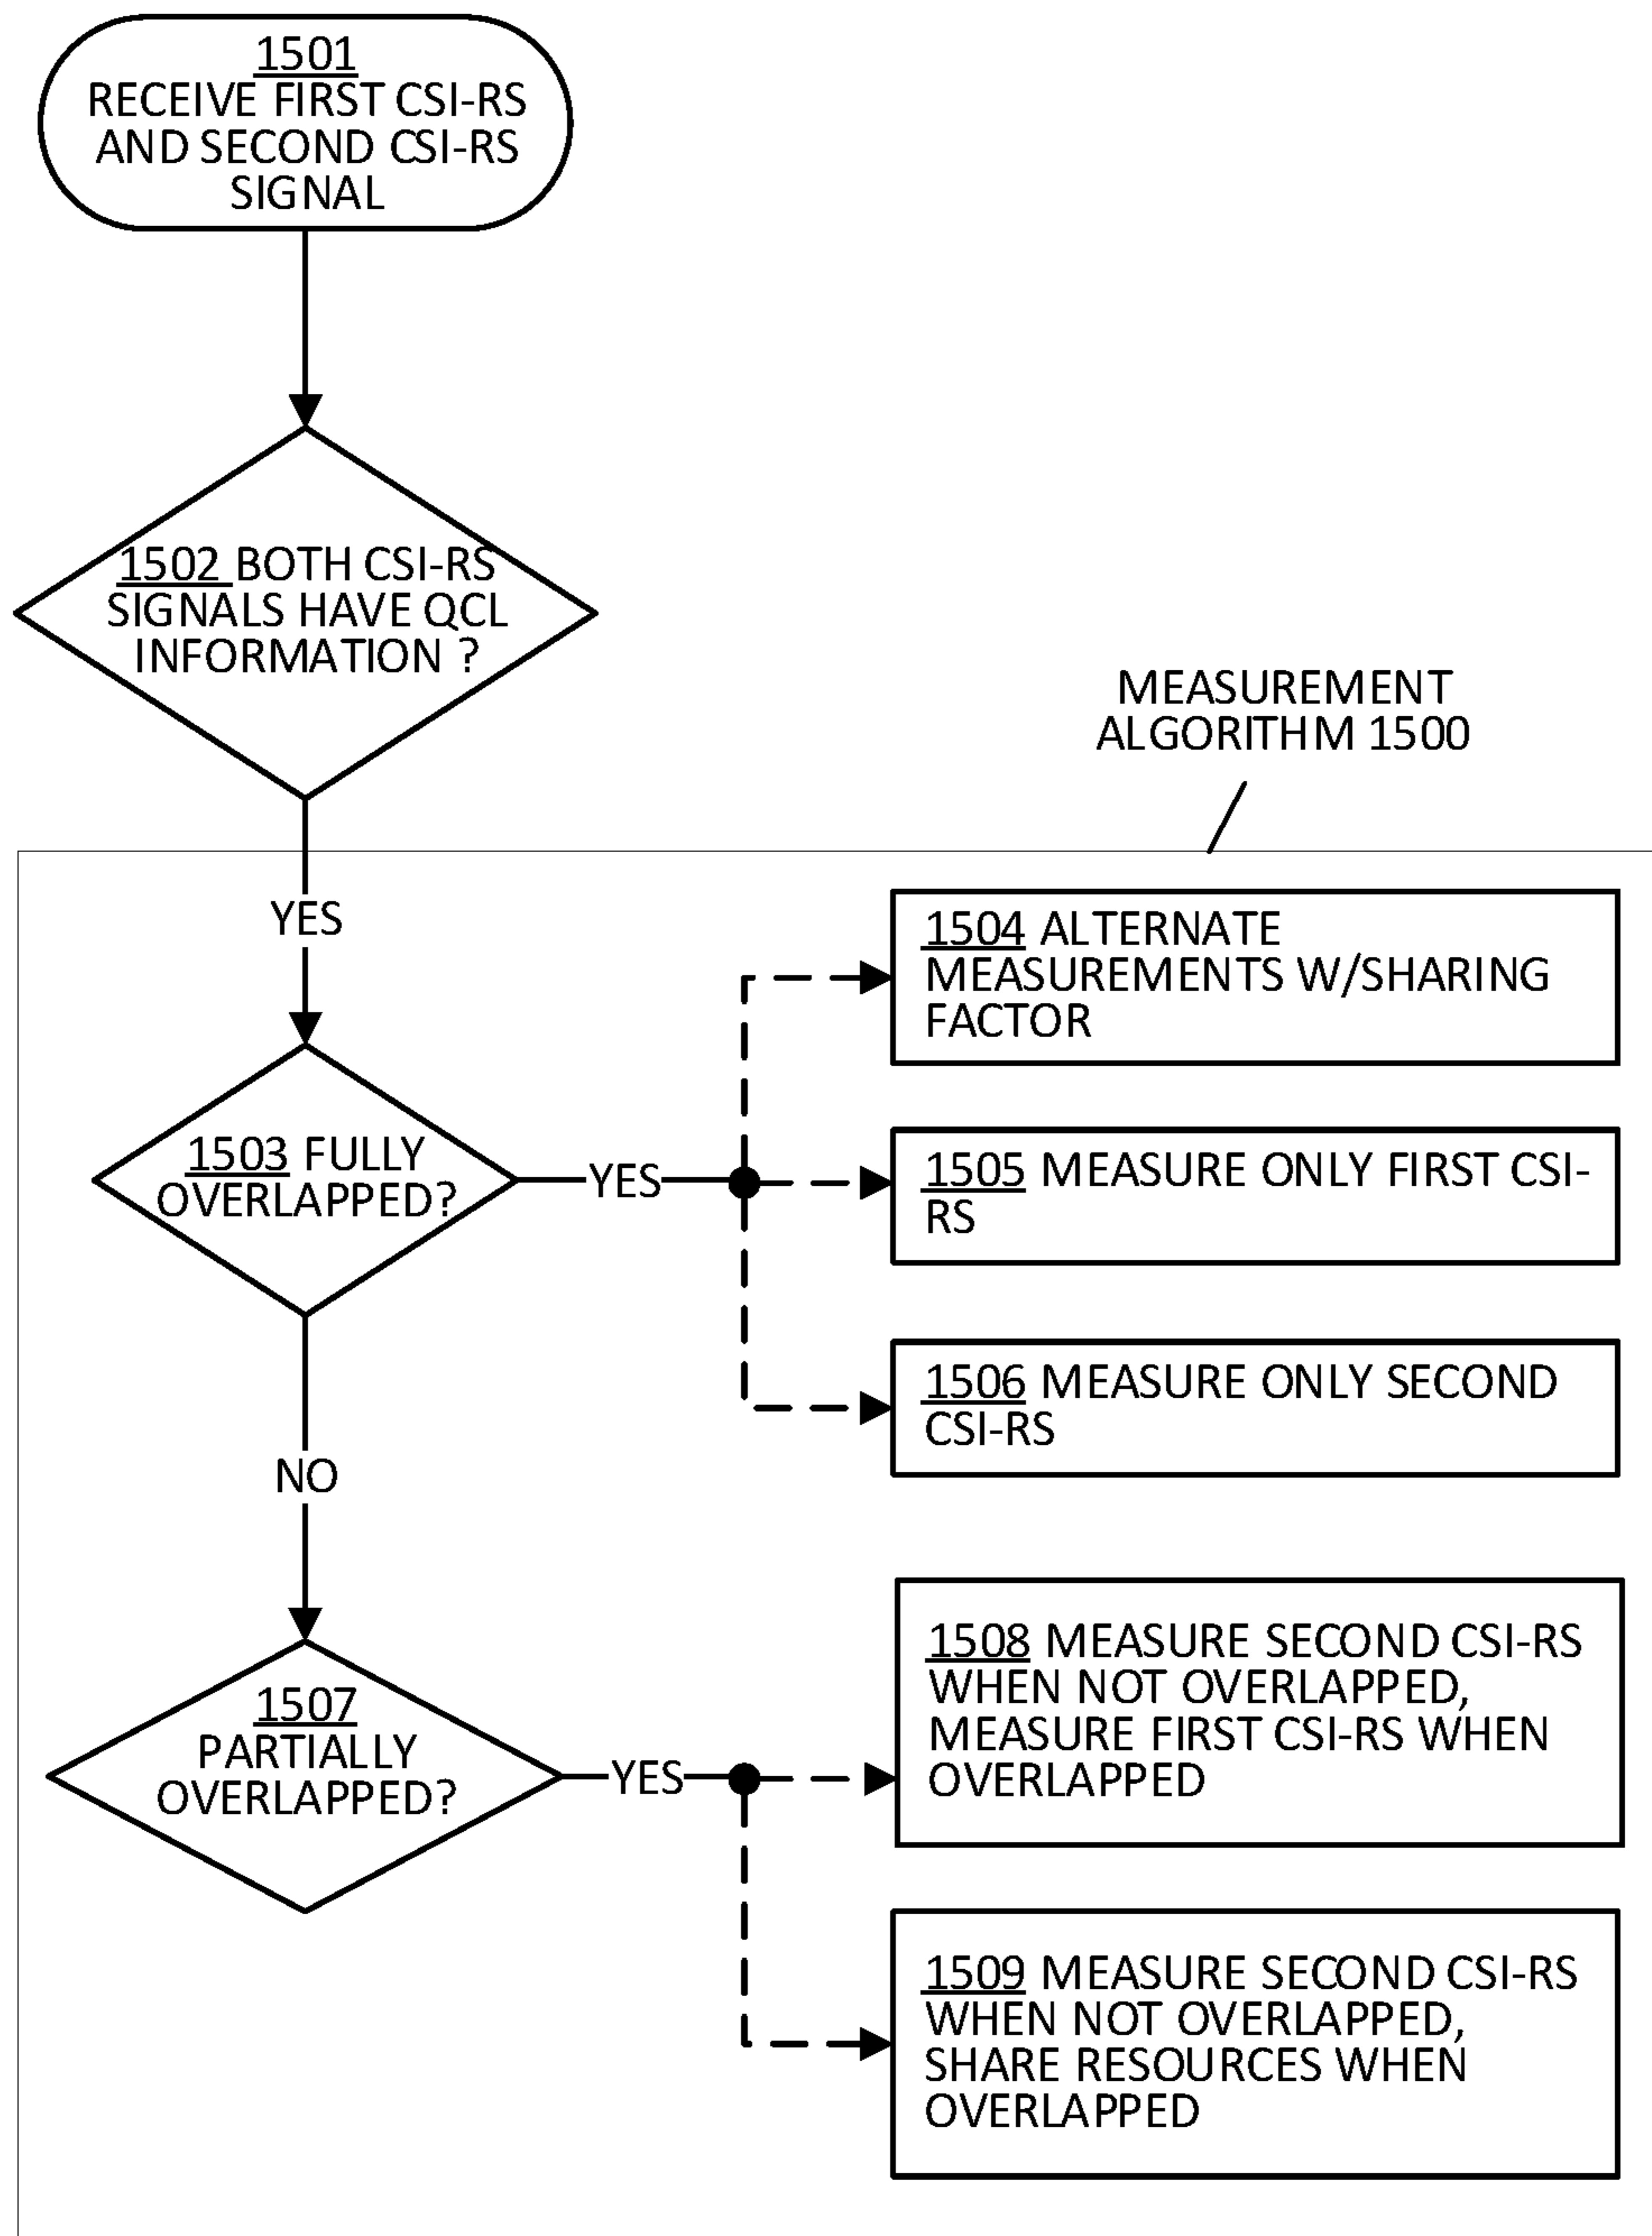 1501
RECEIVE FIRST CSI-RS
AND SECOND CSI-RS
SIGNAL
1502 BOTH CSI-RS
SIGNALS HAVE QCL
INFORMATION ?
MEASUREMENT
ALGORITHM 1500
YES
1504 ALTERNATE
MEASUREMENTS W/SHARING
FACTOR
1503 FULLY
OVERLAPPED?
YES
1505 MEASURE ONLY FIRST CSI-
RS
1506 MEASURE ONLY SECOND
CSI-RS
NO
1507
PARTIALLY
OVERLAPPED?
YES
1508 MEASURE SECOND CSI-RS
WHEN NOT OVERLAPPED,
MEASURE FIRST CSI-RS WHEN
OVERLAPPED
1509 MEASURE SECOND CSI-RS
WHEN NOT OVERLAPPED,
SHARE RESOURCES WHEN
OVERLAPPED